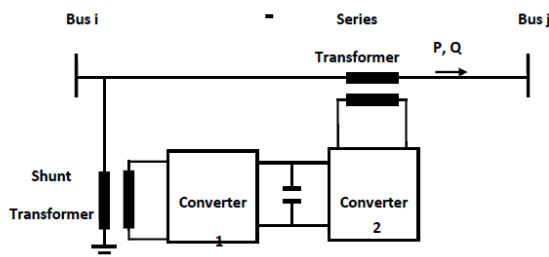 Bus i
-
Series
Bus j
Transformer
P, Q
Shunt
Transformer
Converter
1
Converter
2